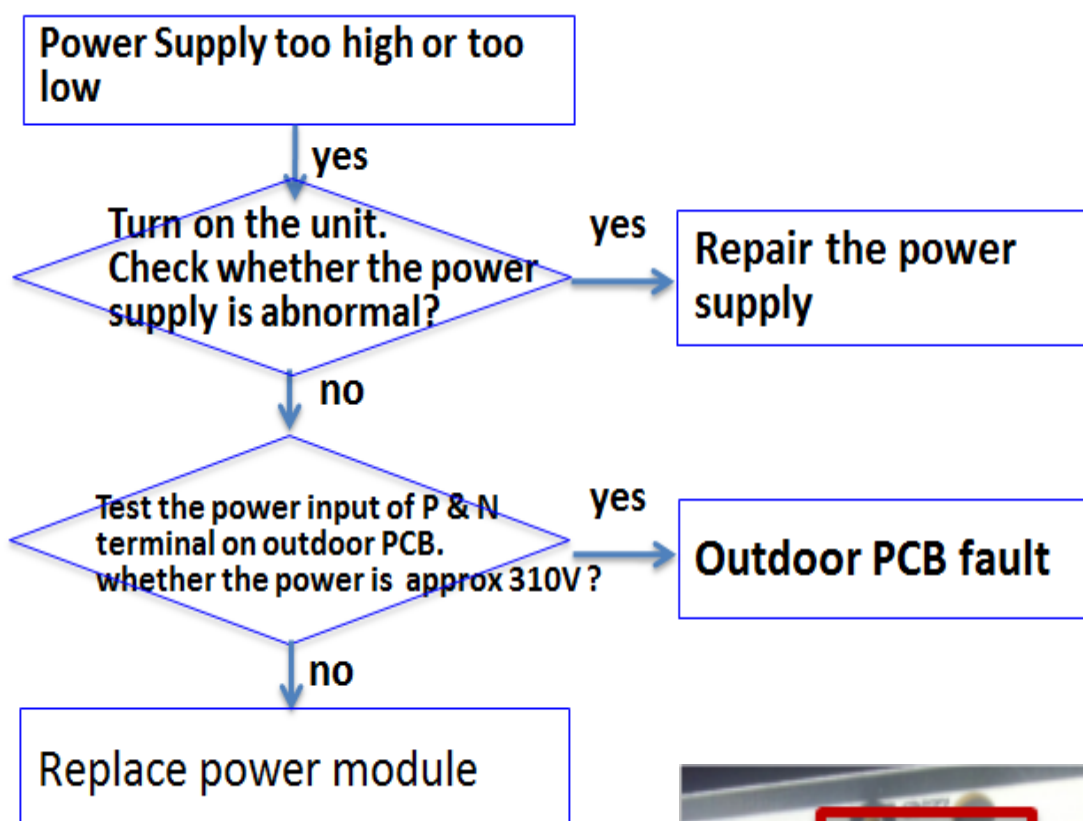 Power Supply too high or too
low
yes
Turn on the unit.
Check whether the power
supply is abnormal?
yes
Repair the power
supply
no
Test the power input of P & N
terminal on outdoor PCB.
whether the power is approx 310V ?
yes
Outdoor PCB fault
no
Replace power module